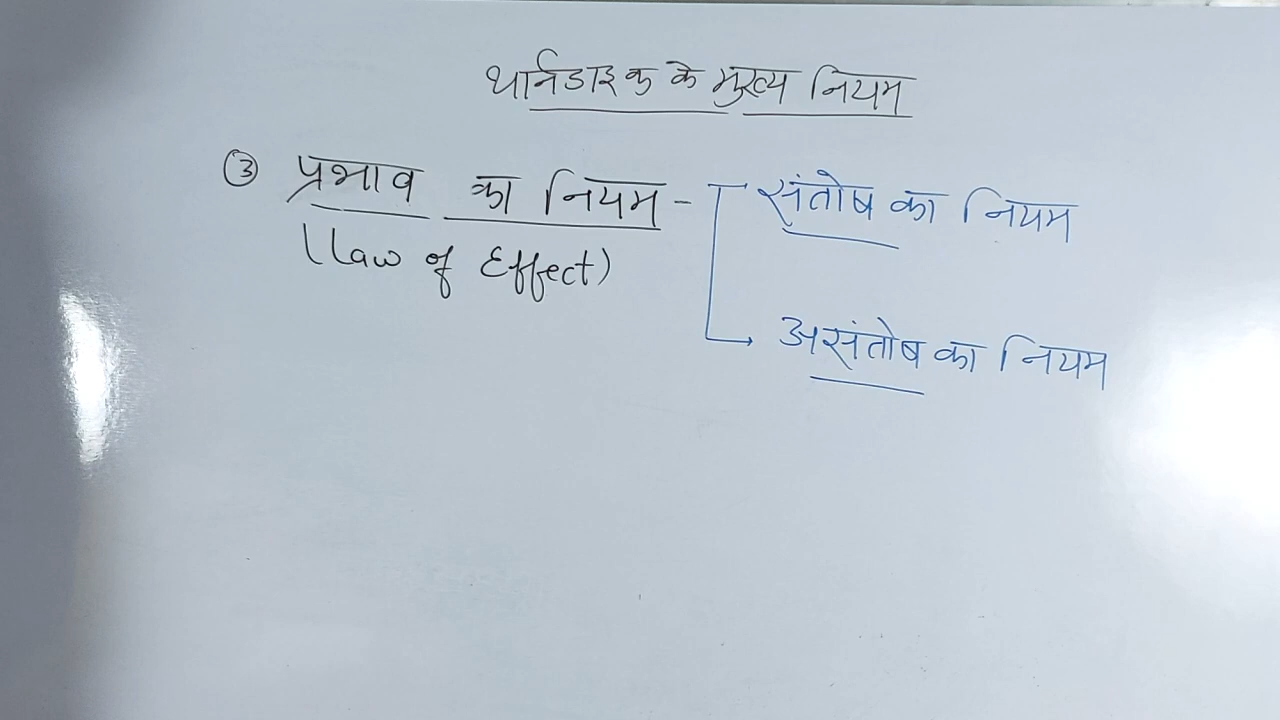 थार्नडाइक के मुख्य नियम
③ प्रभाव का नियम - संतोष का नियम
(Law of Effect)
असंतोष का नियम